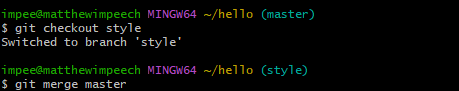 impee@matthewimpeech MINGW64 ~/hello (master)
$ git checkout style
Switched to branch 'style'
impee@matthewimpeech MINGW64 ~/hello (style)
$ git merge master